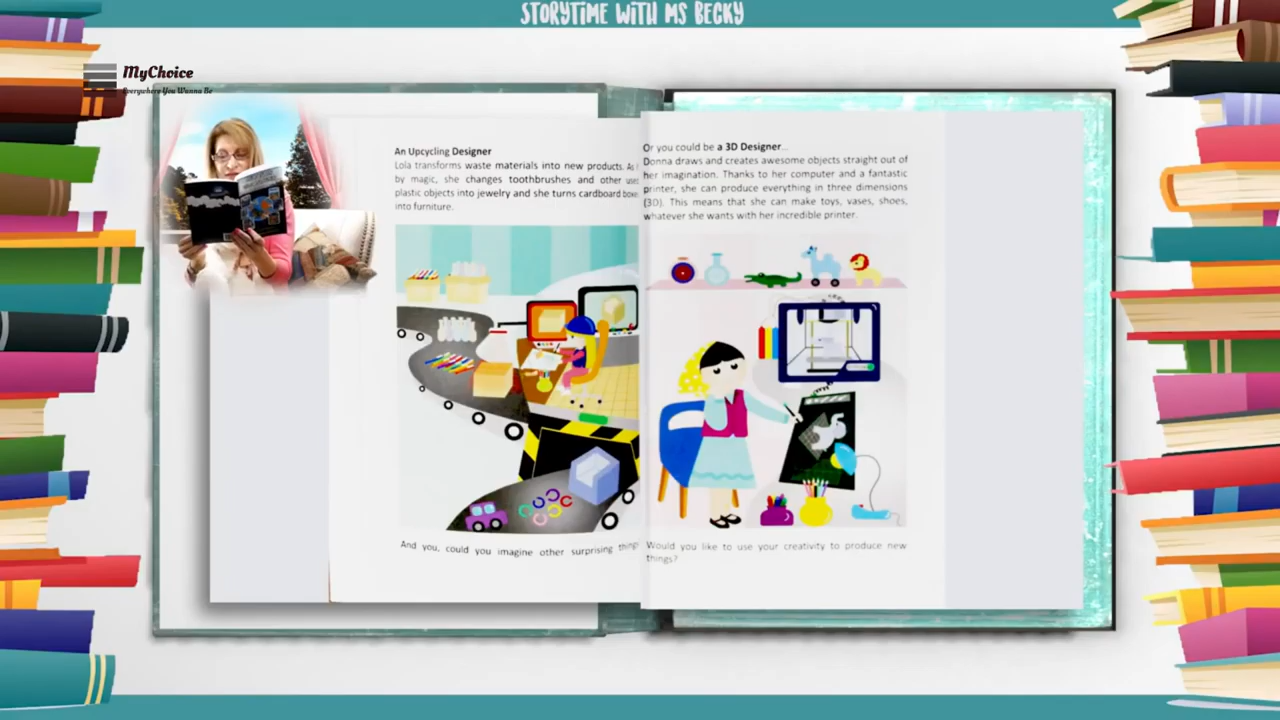 STORYTIME WITH MS BECKY
MyChoice
Everywhere You Wanna Be
An Upcycling Designer
Lola transforms waste materials into new products. As
by magic, she changes toothbrushes and other
plastic objects into jewelry and she turns cardboard
into furniture.
And you, could you imagine other surprising
Or you could be a 3D Designer...
Donna draws and creates awesome objects straight out of
her imagination. Thanks to her computer and a fantastic
printer, she can produce everything in three dimensions
(3D). This means that she can make toys, vases, shoes,
whatever she wants with her incredible printer.
Would you like to use your creativity to produce new
things?